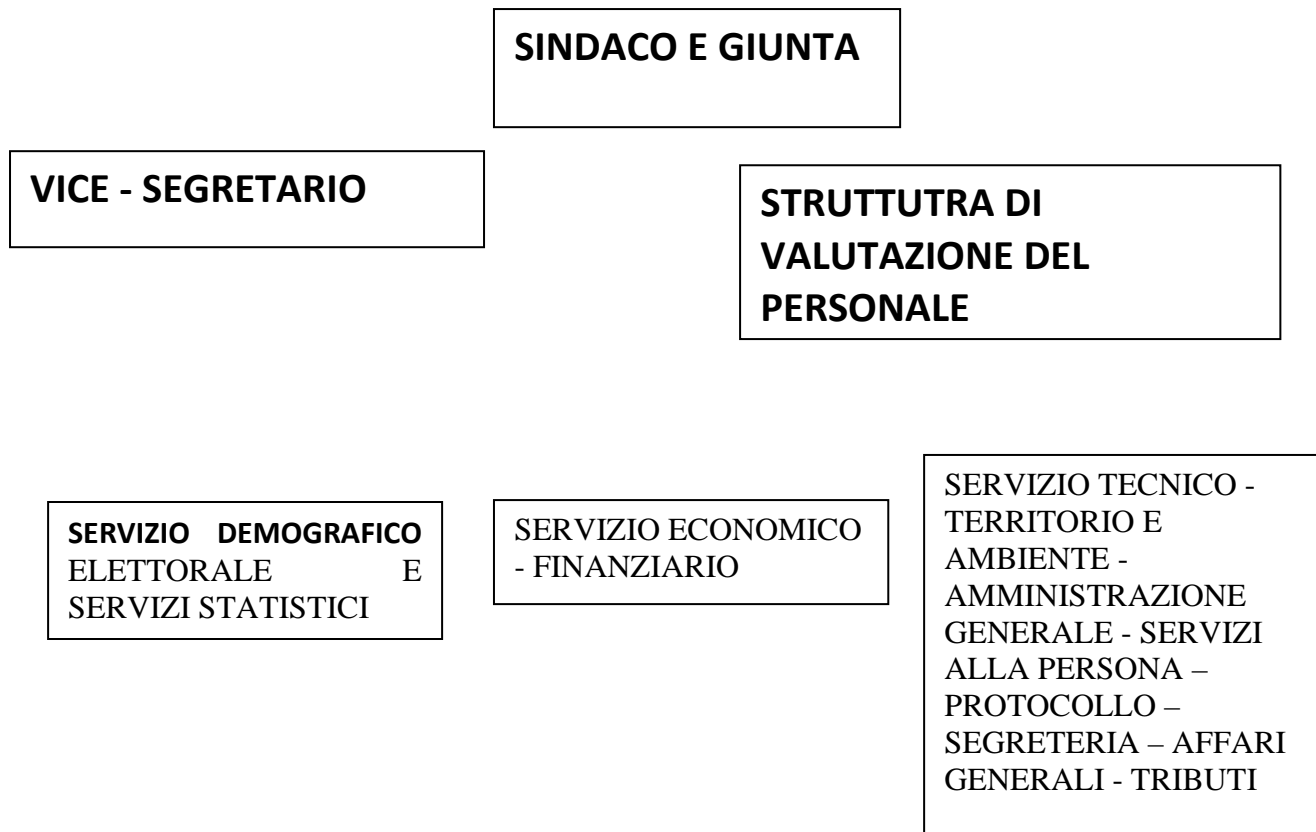 SINDACO E GIUNTA
VICE - SEGRETARIO
STRUTTUTRA DI
VALUTAZIONE DEL
PERSONALE
SERVIZIO DEMOGRAFICO
ELETTORALE E
SERVIZI STATISTICI
SERVIZIO ECONOMICO
- FINANZIARIO
SERVIZIO TECNICO -
TERRITORIO E
AMBIENTE -
AMMINISTRAZIONE
GENERALE - SERVIZI
ALLA PERSONA –
PROTOCOLLO –
SEGRETERIA – AFFARI
GENERALI - TRIBUTI